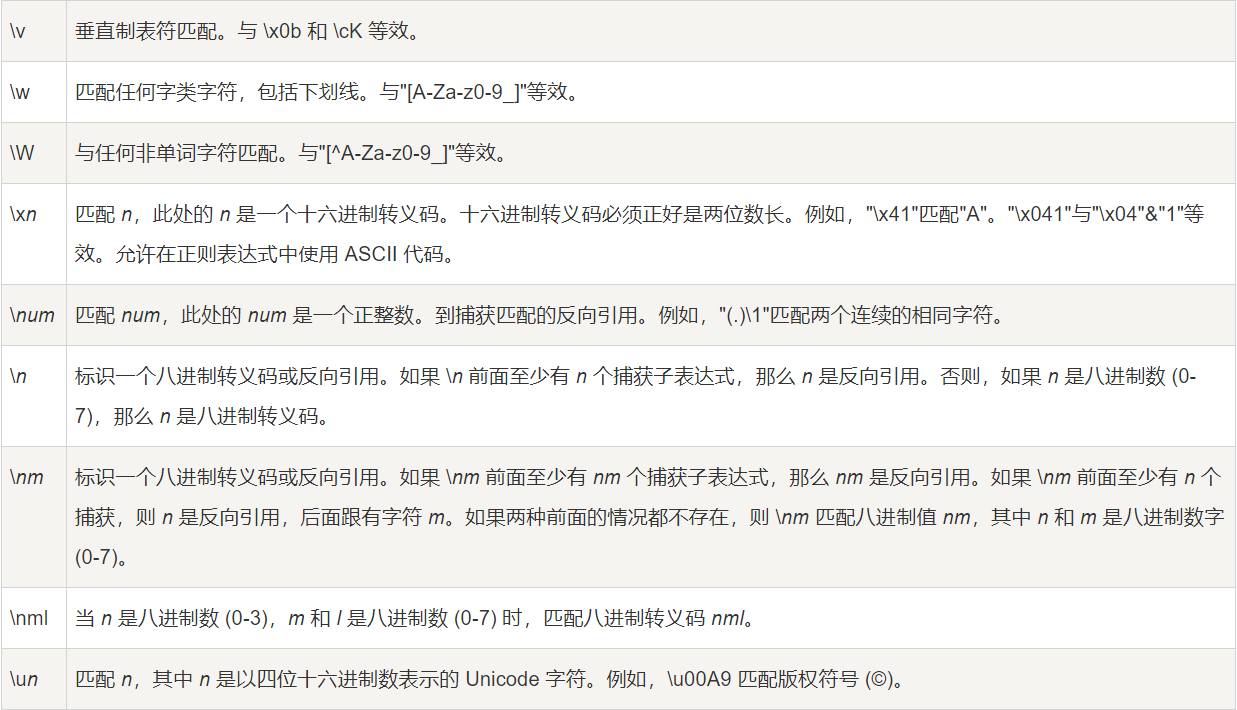 \v 垂直制表符匹配。与 \x0b 和 \cK 等效。
\w 匹配任何字类字符，包括下划线。与"[A-Za-z0-9_]"等效。
\W 与任何非单词字符匹配。与"[^A-Za-z0-9_]"等效。
\xn 匹配 n，此处的 n 是一个十六进制转义码。十六进制转义码必须正好是两位数长。例如，"\x41"匹配"A"。"\x041"与"\x04"&"1"等
效。允许在正则表达式中使用 ASCII 代码。
\num 匹配 num，此处的 num 是一个正整数。到捕获匹配的反向引用。例如，"(.)\1"匹配两个连续的相同字符。
\n 标识一个八进制转义码或反向引用。如果 \n 前面至少有 n 个捕获子表达式，那么 n 是反向引用。否则，如果 n 是八进制数 (0-
7)，那么 n 是八进制转义码。
\nm 标识一个八进制转义码或反向引用。如果 \nm 前面至少有 nm 个捕获子表达式，那么 nm 是反向引用。如果 \nm 前面至少有 n 个
捕获，则 n 是反向引用，后面跟有字符 m。如果两种前面的情况都不存在，则 \nm 匹配八进制值 nm，其中 n 和 m 是八进制数字
(0-7)。
\nml 当 n 是八进制数 (0-3)，m 和 l 是八进制数 (0-7) 时，匹配八进制转义码 nml。
\un 匹配 n，其中 n 是以四位十六进制数表示的 Unicode 字符。例如，\u00A9 匹配版权符号 (©)。